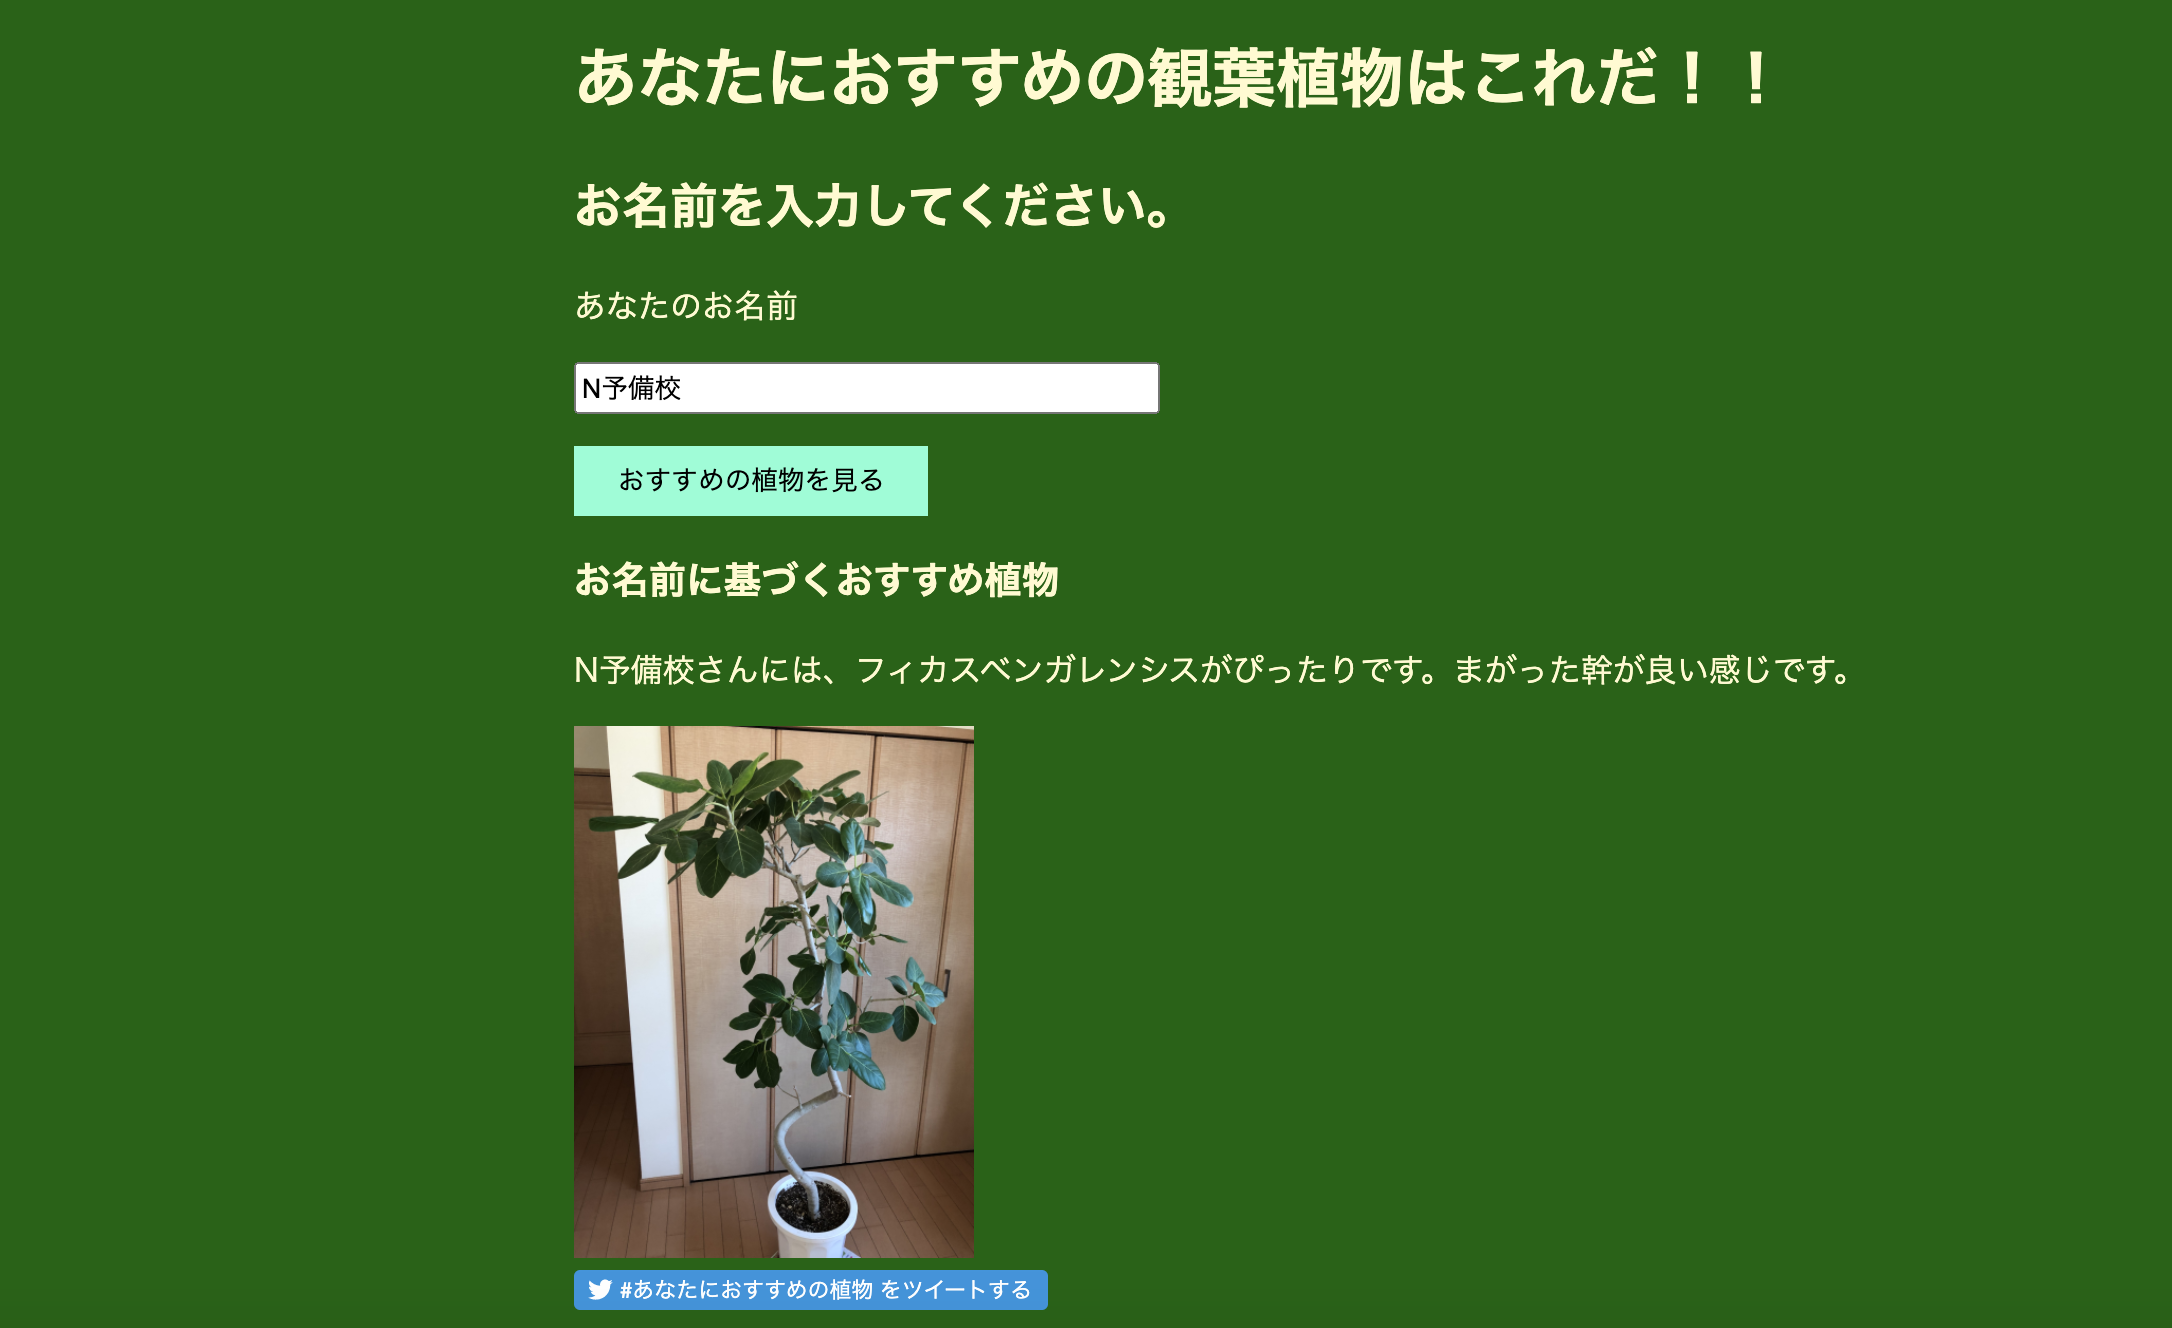 あなたにおすすめの観葉植物はこれだ！！
お名前を入力してください。
あなたのお名前
N予備校
おすすめの植物を見る
お名前に基づくおすすめ植物
N予備校さんには、フィカスベンガレンシスがぴったりです。まがった幹が良い感じです。
#あなたにおすすめの植物 をツイートする